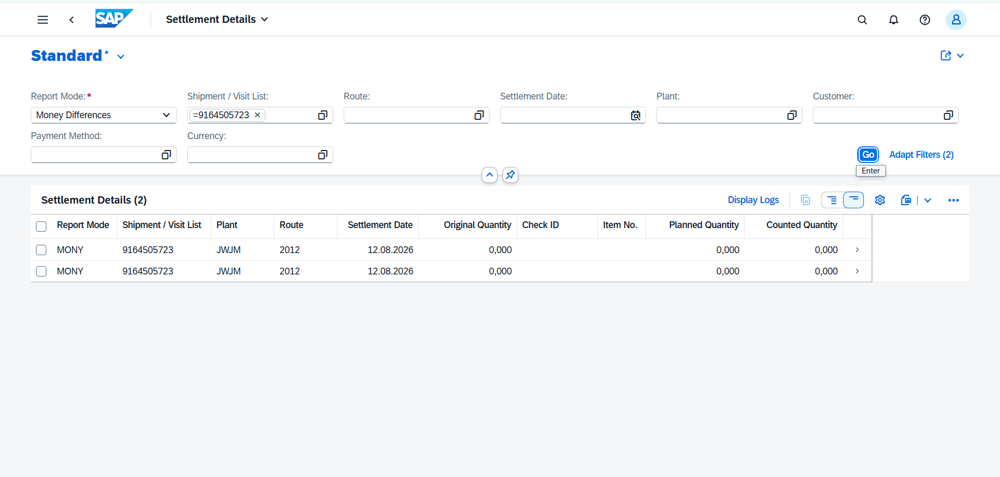 SAP Settlement Details
Standard *
Report Mode:* Shipment / Visit List: Route: Settlement Date: Plant: Customer:
Money Differences =9164505723
Payment Method: Currency:
Go Adapt Filters (2)
Enter
Settlement Details (2) Display Logs
Report Mode Shipment / Visit List Plant Route Settlement Date Original Quantity Check ID Item No. Planned Quantity Counted Quantity
MONY 9164505723 JWJM 2012 12.08.2026 0,000 0,000 0,000
MONY 9164505723 JWJM 2012 12.08.2026 0,000 0,000 0,000